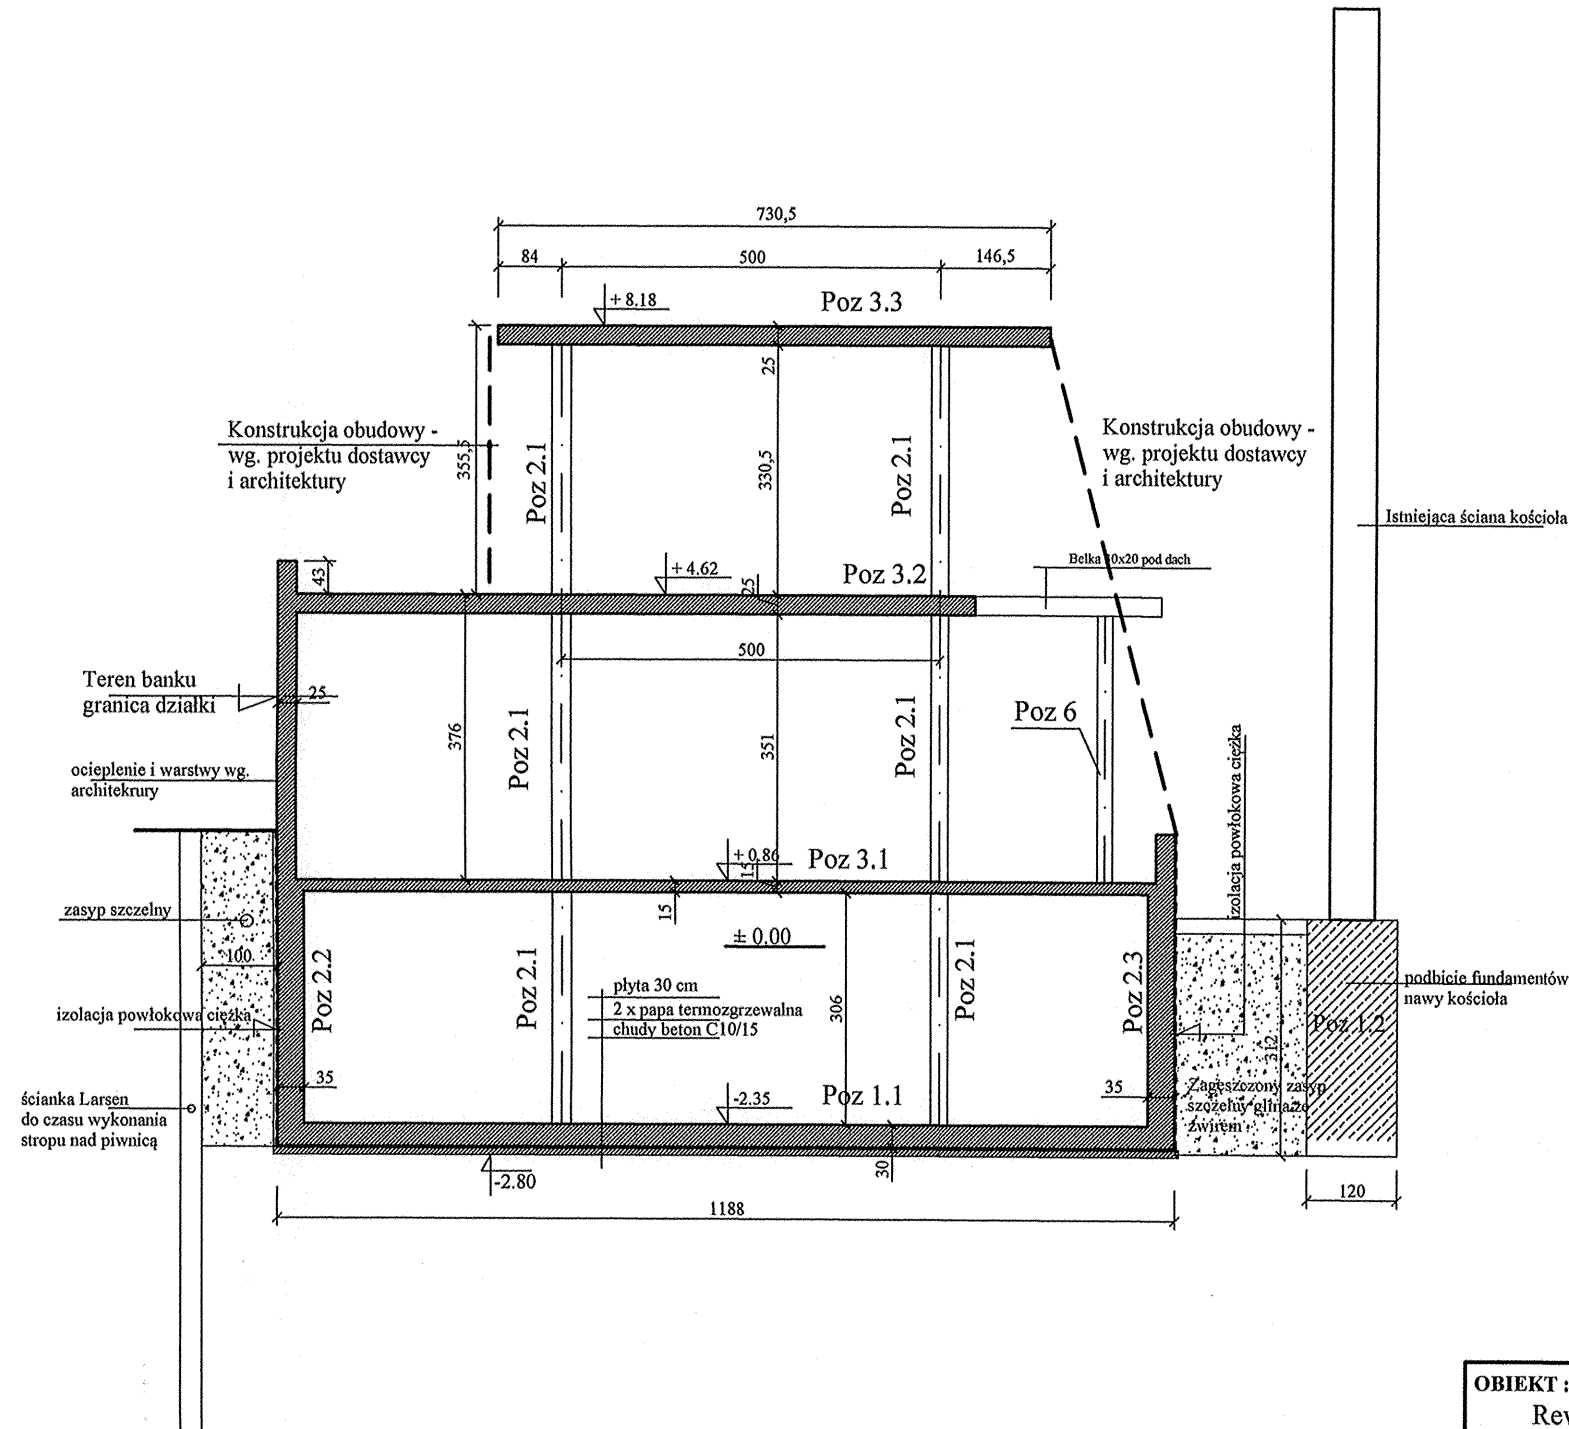 730,5
84
500
146,5
+ 8.18
Poz 3.3
25
Konstrukcja obudowy -
wg. projektu dostawcy
i architektury
355,5
Poz 2.1
330,5
Poz 2.1
Konstrukcja obudowy -
wg. projektu dostawcy
i architektury
Istniejąca ściana kościoła
43
+ 4.62
25
Poz 3.2
Belka 30x20 pod dach
500
Teren banku
granica działki
25
376
Poz 2.1
351
Poz 2.1
Poz 6
izolacja powłokowa ciężka
ocieplenie i warstwy wg.
architekrury
+ 0.86
15
Poz 3.1
15
zasyp szczelny
± 0.00
100
Poz 2.2
Poz 2.1
płyta 30 cm
2 x papa termozgrzewalna
chudy beton C10/15
306
Poz 2.1
Poz 2.3
podbicie fundamentów
nawy kościoła
Poz 1.2
312
izolacja powłokowa ciężka
35
35
ścianka Larsen
do czasu wykonania
stropu nad piwnicą
-2.35
Poz 1.1
Zagęszczony zasyp
szczelny glina ze
żwirem
30
-2.80
120
1188
OBIEKT :